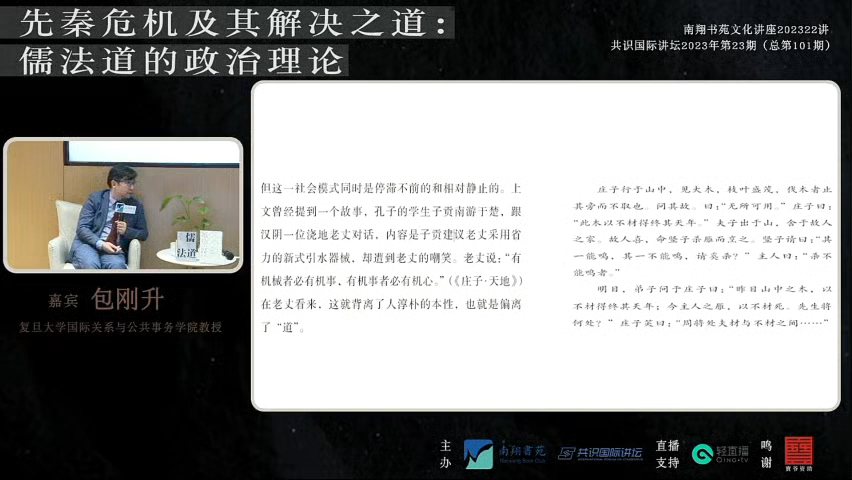 先秦危机及其解决之道：
儒法道的政治理论
南翔书苑文化讲座202322讲
共识国际讲坛2023年第23期（总第101期）
儒
法道
嘉宾 包刚升
复旦大学国际关系与公共事务学院教授
但这一社会模式同时是停滞不前的和相对静止的。上
文曾经提到一个故事，孔子的学生子贡南游于楚，跟
汉阴一位浇地老丈对话，内容是子贡建议老丈采用省
力的新式引水器械，却遭到老丈的嘲笑。老丈说：“有
机械者必有机事，有机事者必有机心。”（《庄子·天地》）
在老丈看来，这就背离了人淳朴的本性，也就是偏离
了“道”。
庄子行于山中，见大木，枝叶盛茂，伐木者止
其旁而不取也。问其故。曰：“无所可用。”庄子曰：
“此木以不材得终其天年。”夫子出于山，舍于故人
之家。故人喜，命竖子杀雁而烹之。竖子请曰：“其
一能鸣，其一不能鸣，请奚杀？”主人曰：“杀不
能鸣者。”
明日，弟子问于庄子曰：“昨日山中之木，以
不材得终其天年；今主人之雁，以不材死。先生将
何处？”庄子笑曰：“周将处夫材与不材之间……”
主办
南翔書苑
共识国际讲坛
直播支持
轻直播
Qing·tv
鸣谢